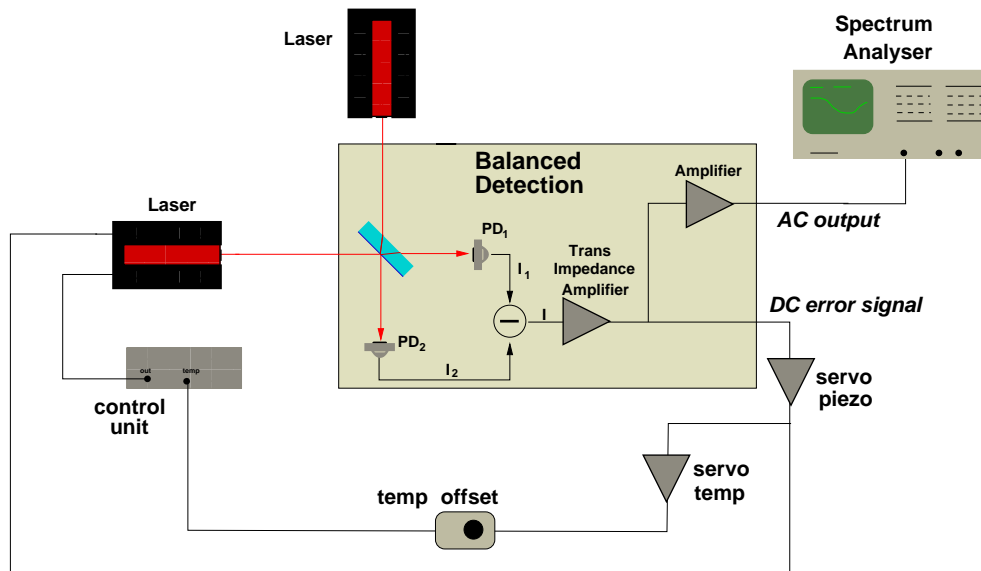 Spectrum
Analyser
Laser
Balanced
Detection
Amplifier
AC output
Laser
PD1
Trans
Impedance
Amplifier
I1
I
DC error signal
PD2
I2
out
temp
servo
piezo
control
unit
servo
temp
temp offset